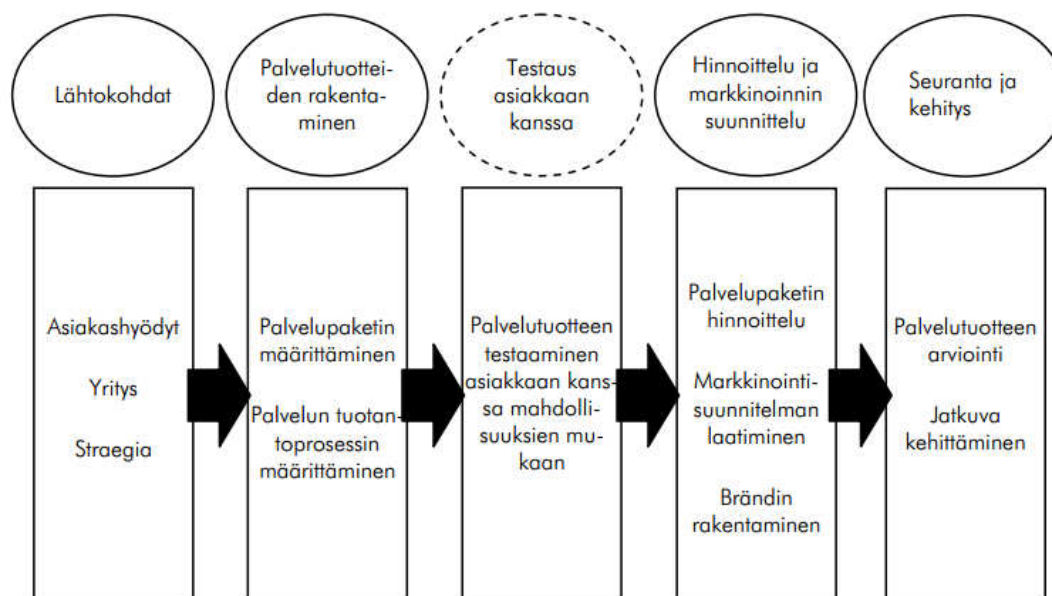 Lähtökohdat
Palvelutuottei-
den rakenta-
minen
Testaus
asiakkaan
kanssa
Hinnoittelu ja
markkinoinnin
suunnittelu
Seuranta ja
kehitys
Asiakashyödyt
Yritys
Straegia
Palvelupaketin
määrittäminen
Palvelun tuotan-
toprosessin
määrittäminen
Palvelutuotteen
testaaminen
asiakkaan kans-
sa mahdolli-
suuksien mu-
kaan
Palvelupaketin
hinnoittelu
Markkinointi-
suunnitelman
laatiminen
Brändin
rakentaminen
Palvelutuotteen
arviointi
Jatkuva
kehittäminen